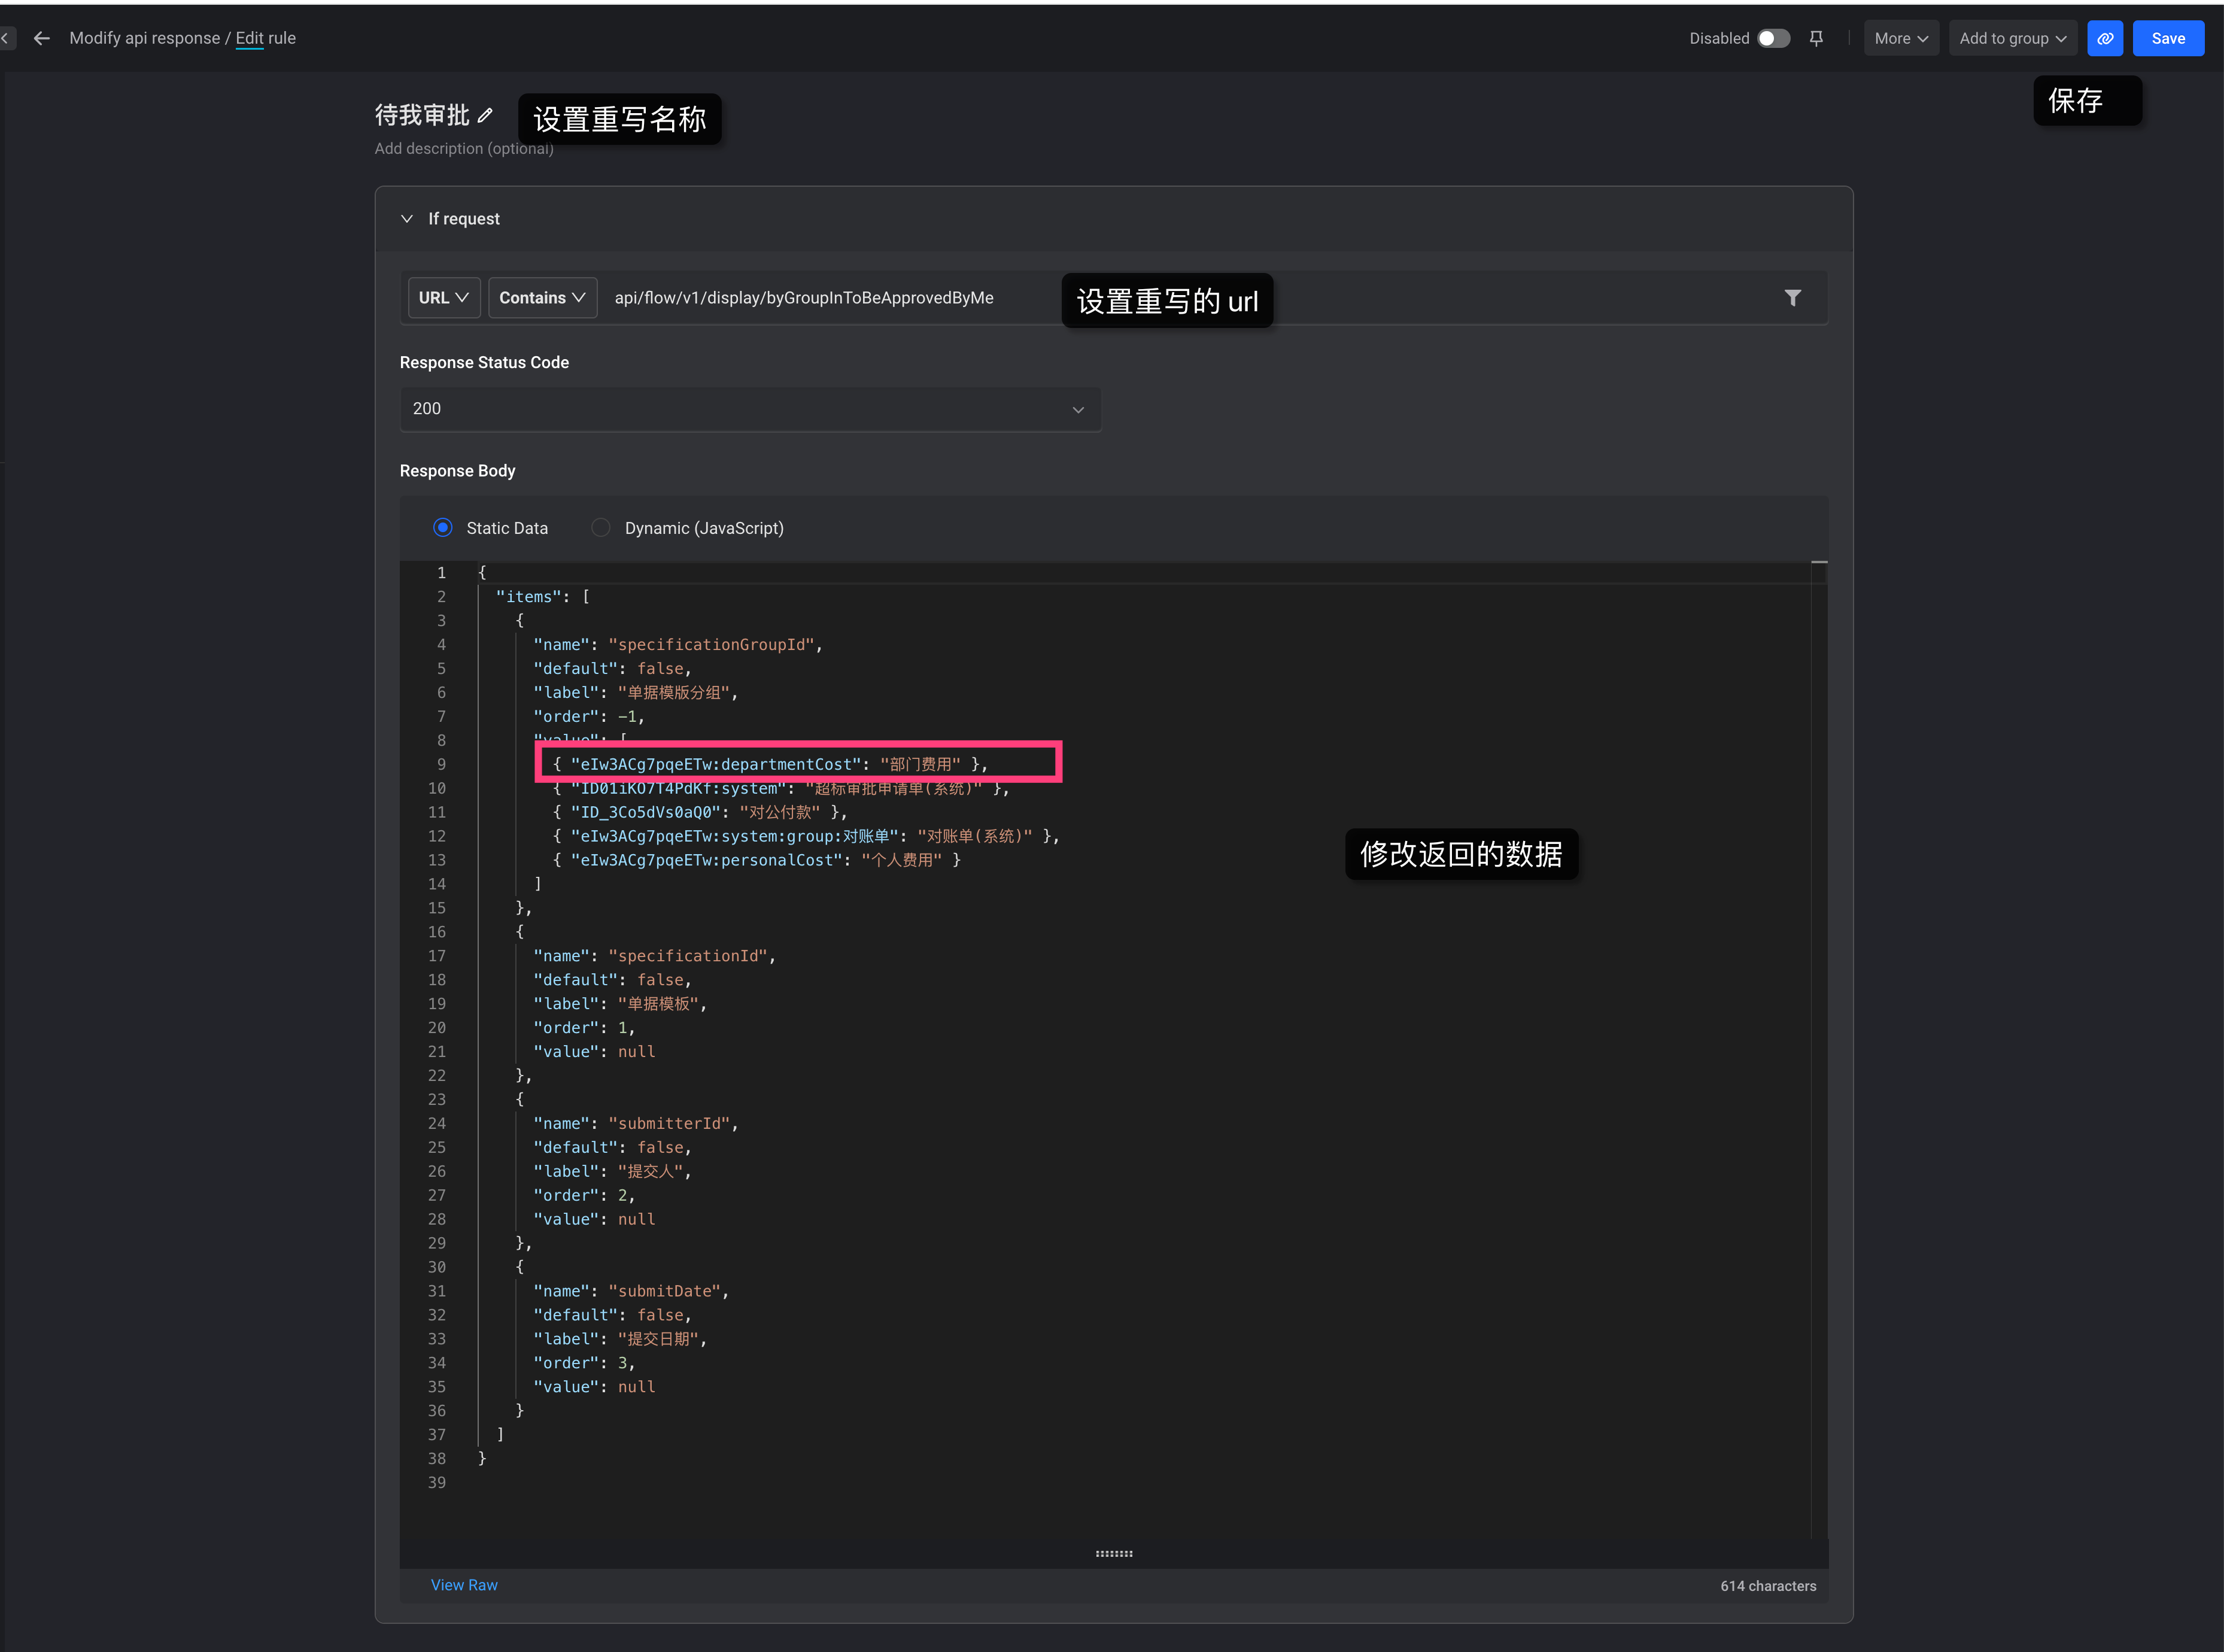 Modify api response / Edit rule
Disabled
More
Add to group
Save
保存
待我审批
设置重写名称
Add description (optional)
If request
URL
Contains
api/flow/v1/display/byGroupInToBeApprovedByMe
设置重写的 url
Response Status Code
200
Response Body
Static Data
Dynamic (JavaScript)
1 {
2 "items": [
3 {
4 "name": "specificationGroupId",
5 "default": false,
6 "label": "单据模版分组",
7 "order": -1,
8 "value": [
9 { "eIw3ACg7pqeETw:departmentCost": "部门费用" },
10 { "ID01iKO7T4PdKf:system": "超标审批申请单(系统)" },
11 { "ID_3Co5dVs0aQ0": "对公付款" },
12 { "eIw3ACg7pqeETw:system:group:对账单": "对账单(系统)" },
13 { "eIw3ACg7pqeETw:personalCost": "个人费用" }
修改返回的数据
14 ]
15 },
16 {
17 "name": "specificationId",
18 "default": false,
19 "label": "单据模板",
20 "order": 1,
21 "value": null
22 },
23 {
24 "name": "submitterId",
25 "default": false,
26 "label": "提交人",
27 "order": 2,
28 "value": null
29 },
30 {
31 "name": "submitDate",
32 "default": false,
33 "label": "提交日期",
34 "order": 3,
35 "value": null
36 }
37 ]
38 }
39
View Raw
614 characters